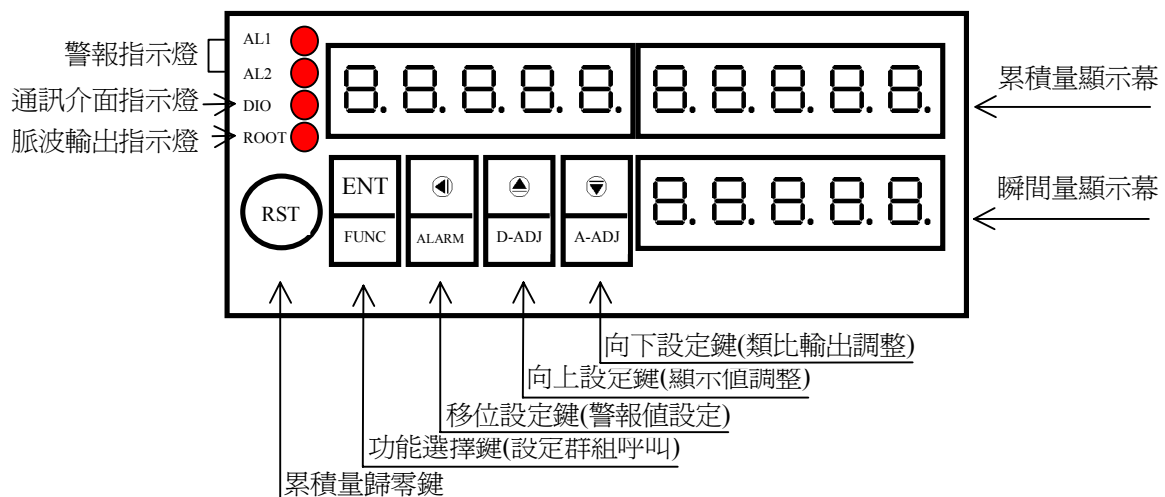 AL1
警報指示燈
AL2
通訊介面指示燈
DIO
脈波輸出指示燈
ROOT
8.8.8.8.8. 8.8.8.8.8.
累積量顯示幕
RST
ENT
FUNC
ALARM
D-ADJ
A-ADJ
8.8.8.8.8.
瞬間量顯示幕
向下設定鍵(類比輸出調整)
向上設定鍵(顯示值調整)
移位設定鍵(警報值設定)
功能選擇鍵(設定群組呼叫)
累積量歸零鍵